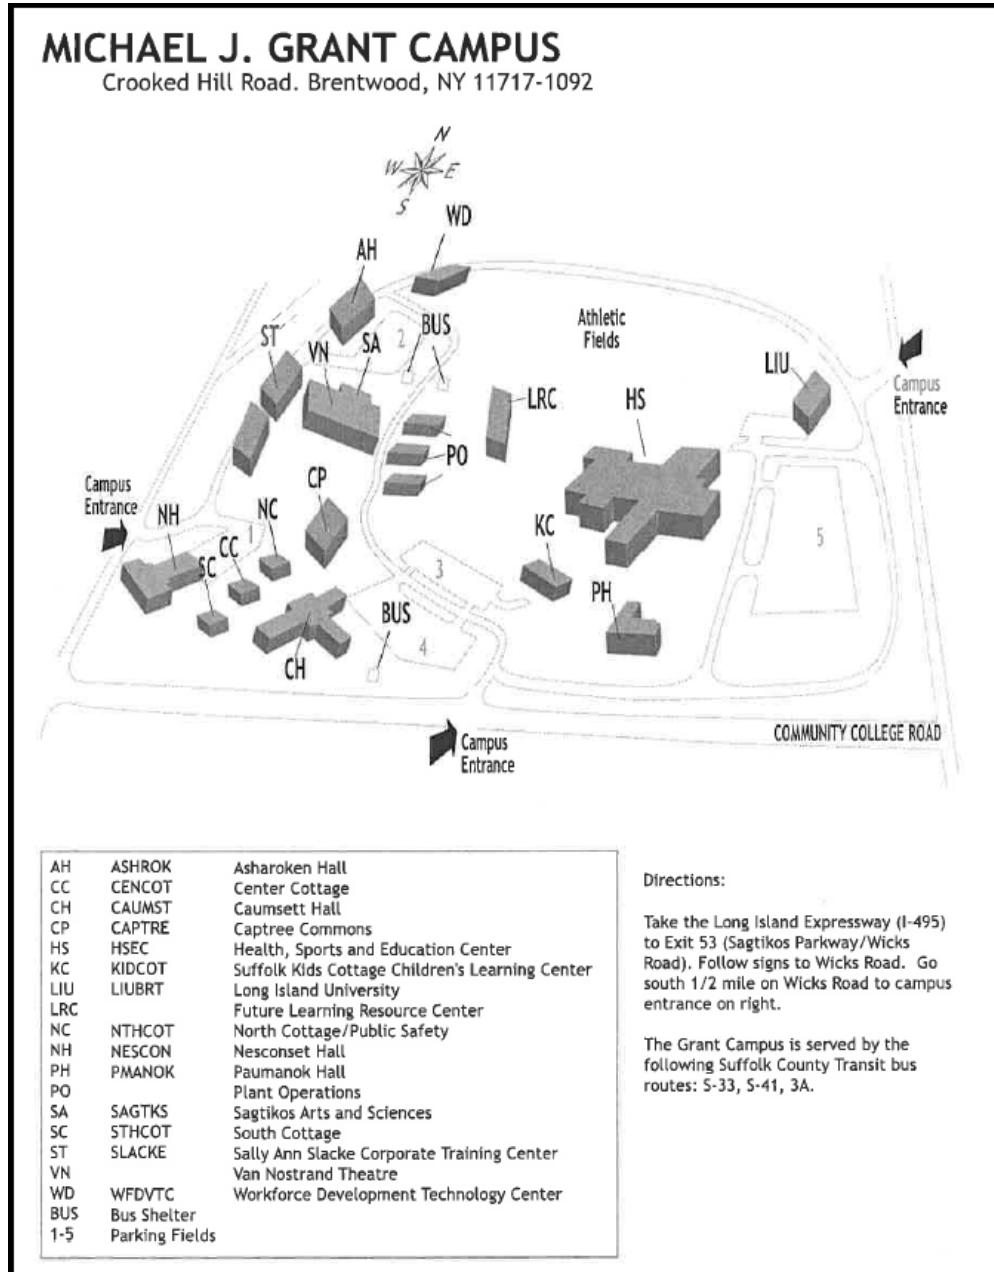 MICHAEL J. GRANT CAMPUS
Crooked Hill Road. Brentwood, NY 11717-1092
N
W
E
S
WD
AH
BUS
2
SA
VN
ST
Athletic
Fields
LIU
Campus
Entrance
LRC
HS
PO
CP
Campus
Entrance
NH
NC
1
CC
SC
KC
5
3
PH
BUS
4
CH
COMMUNITY COLLEGE ROAD
Campus
Entrance
AH ASHROK Asharoken Hall
CC CENCOT Center Cottage
CH CAUMST Caumsett Hall
CP CAPTRE Captree Commons
HS HSEC Health, Sports and Education Center
KC KIDCOT Suffolk Kids Cottage Children's Learning Center
LIU LIUBRT Long Island University
LRC Future Learning Resource Center
NC NTHCOT North Cottage/Public Safety
NH NESCON Nesconset Hall
PH PMANOK Paumanok Hall
PO Plant Operations
SA SAGTKS Sagtikos Arts and Sciences
SC STHCOT South Cottage
ST SLACKE Sally Ann Slacke Corporate Training Center
VN Van Nostrand Theatre
WD WFDVTC Workforce Development Technology Center
BUS Bus Shelter
1-5 Parking Fields
Directions:
Take the Long Island Expressway (I-495)
to Exit 53 (Sagtikos Parkway/Wicks
Road). Follow signs to Wicks Road. Go
south 1/2 mile on Wicks Road to campus
entrance on right.
The Grant Campus is served by the
following Suffolk County Transit bus
routes: S-33, S-41, 3A.